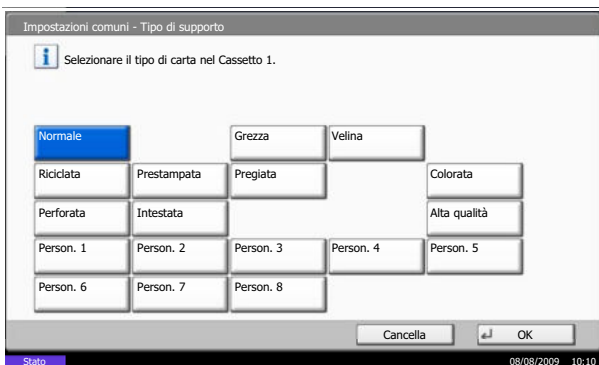 Impostazioni comuni - Tipo di supporto
Selezionare il tipo di carta nel Cassetto 1.
Normale Grezza Velina
Riciclata Prestampata Pregiata Colorata
Perforata Intestata Alta qualità
Person. 1 Person. 2 Person. 3 Person. 4 Person. 5
Person. 6 Person. 7 Person. 8
Cancella OK
Stato 08/08/2009 10:10